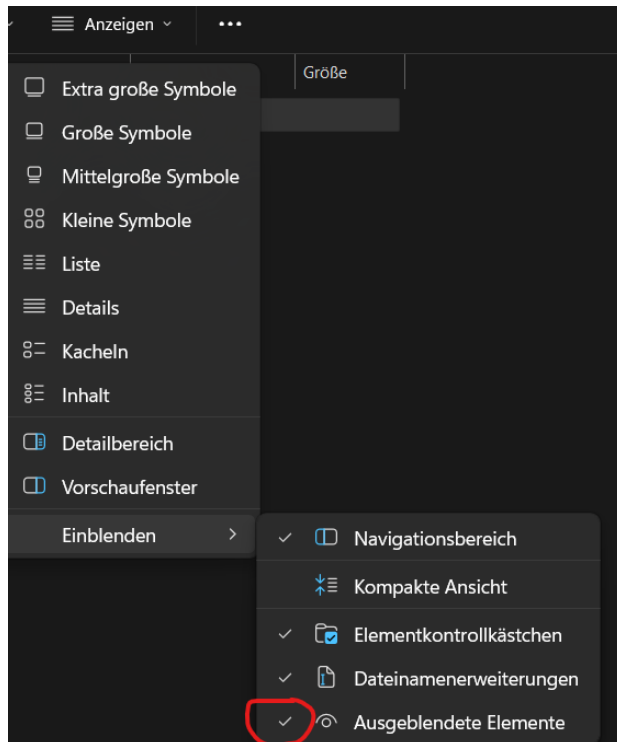 Anzeigen
Größe
Extra große Symbole
Große Symbole
Mittelgroße Symbole
Kleine Symbole
Liste
Details
Kacheln
Inhalt
Detailbereich
Vorschaufenster
Einblenden
Navigationsbereich
Kompakte Ansicht
Elementkontrollkästchen
Dateinamenerweiterungen
Ausgeblendete Elemente